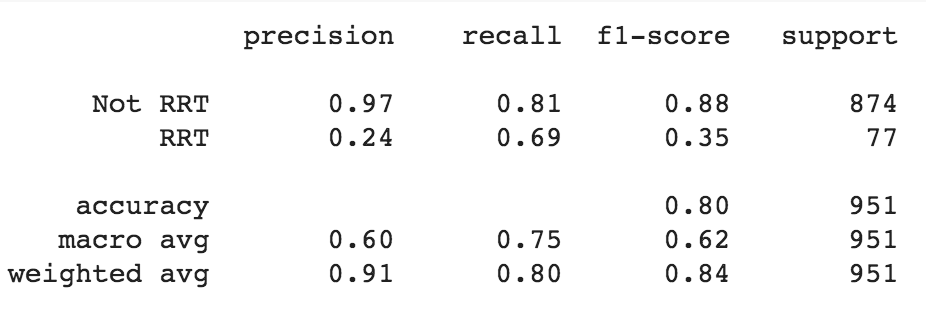 precision recall f1-score support
Not RRT 0.97 0.81 0.88 874
RRT 0.24 0.69 0.35 77
accuracy 0.80 951
macro avg 0.60 0.75 0.62 951
weighted avg 0.91 0.80 0.84 951